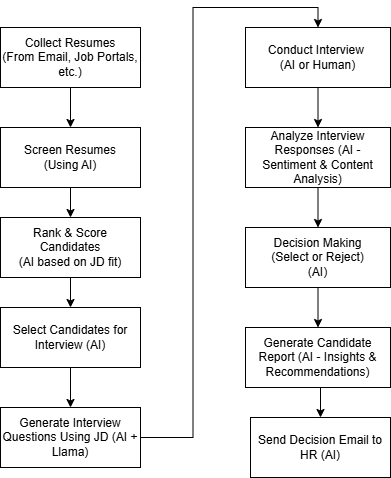 Collect Resumes
(From Email, Job Portals,
etc.)
Screen Resumes
(Using AI)
Rank & Score
Candidates
(AI based on JD fit)
Select Candidates for
Interview (AI)
Generate Interview
Questions Using JD (AI +
Llama)
Conduct Interview
(AI or Human)
Analyze Interview
Responses (AI -
Sentiment & Content
Analysis)
Decision Making
(Select or Reject)
(AI)
Generate Candidate
Report (AI - Insights &
Recommendations)
Send Decision Email to
HR (AI)